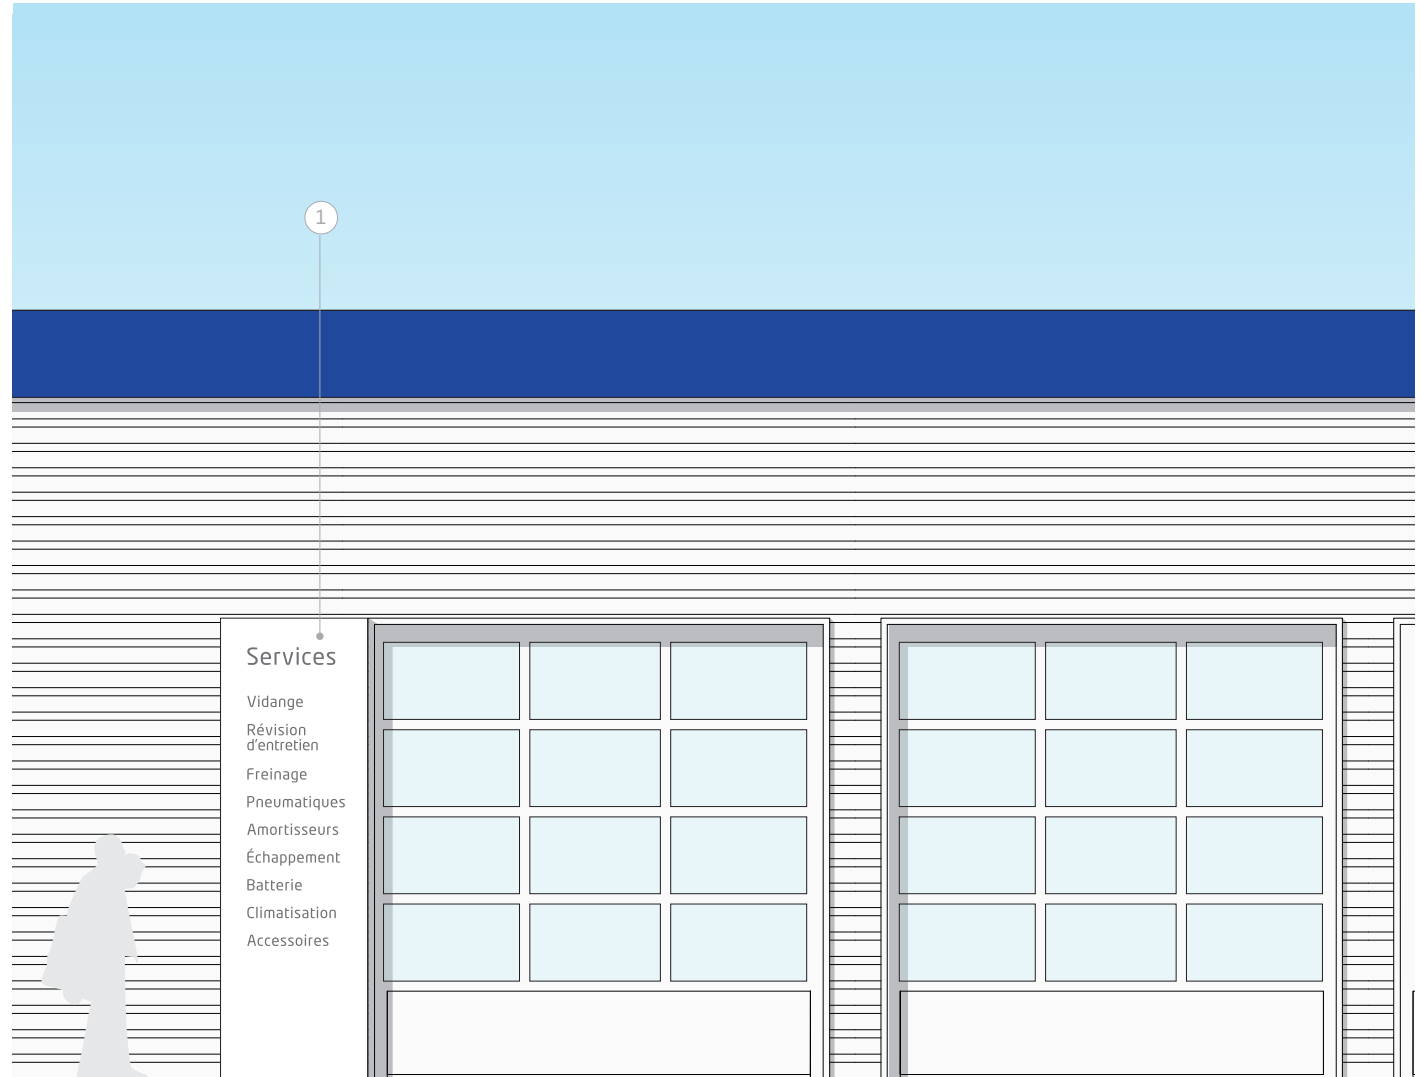 1
Services
Vidange
Révision
d'entretien
Freinage
Pneumatiques
Amortisseurs
Échappement
Batterie
Climatisation
Accessoires